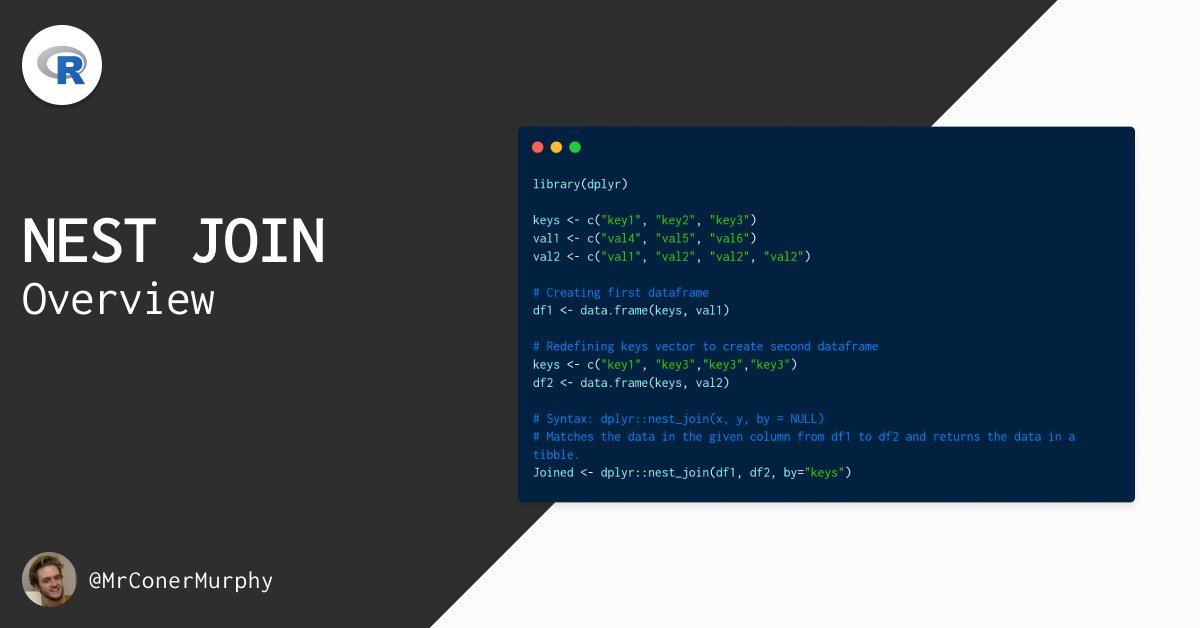 R
NEST JOIN
Overview
library(dplyr)
keys <- c("key1", "key2", "key3")
val1 <- c("val4", "val5", "val6")
val2 <- c("val1", "val2", "val2", "val2")
# Creating first dataframe
df1 <- data.frame(keys, val1)
# Redefining keys vector to create second dataframe
keys <- c("key1", "key3","key3","key3")
df2 <- data.frame(keys, val2)
# Syntax: dplyr::nest_join(x, y, by = NULL)
# Matches the data in the given column from df1 to df2 and returns the data in a
tibble.
Joined <- dplyr::nest_join(df1, df2, by="keys")
@MrConerMurphy